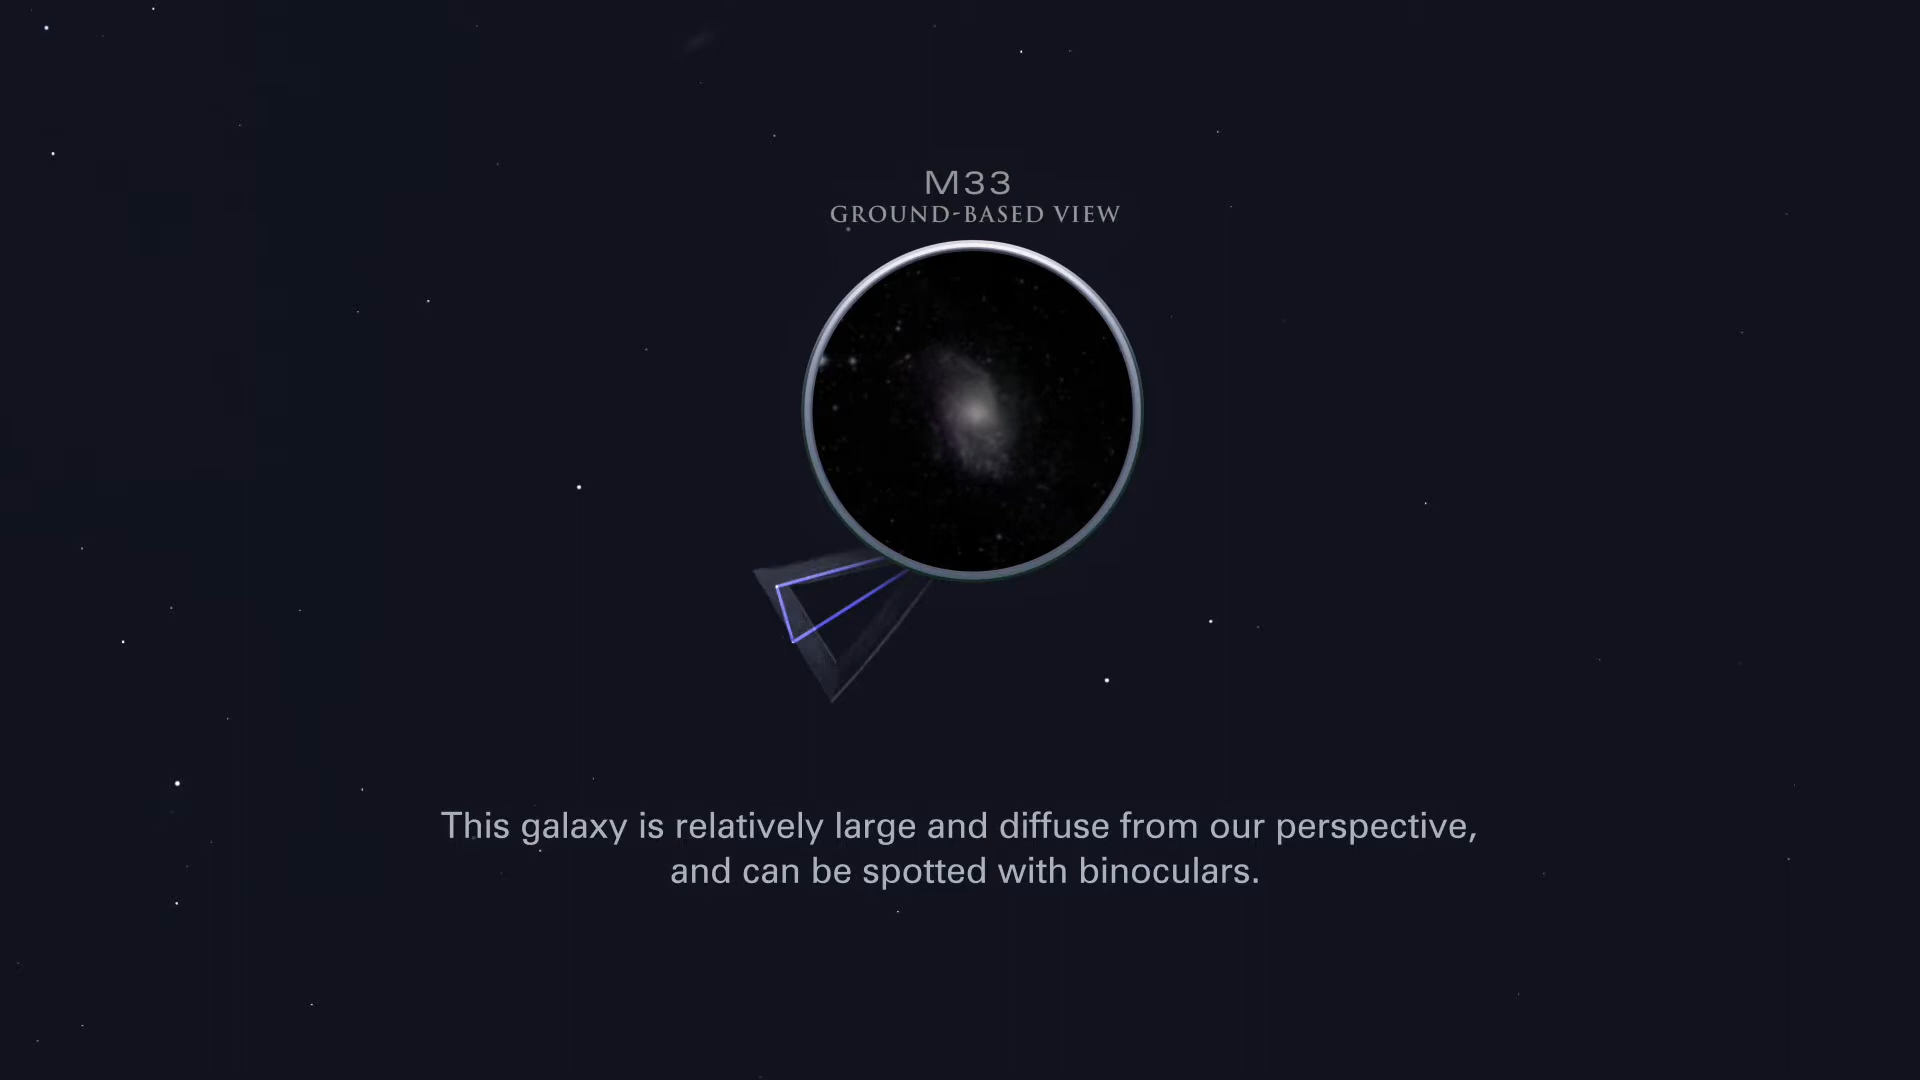 M33
GROUND-BASED VIEW
This galaxy is relatively large and diffuse from our perspective,
and can be spotted with binoculars.